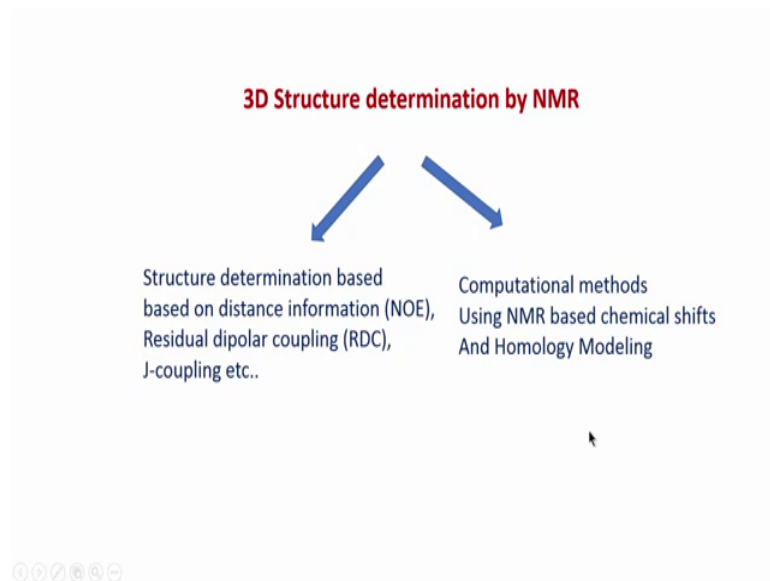 3D Structure determination by NMR
Structure determination based
based on distance information (NOE),
Residual dipolar coupling (RDC),
J-coupling etc..
Computational methods
Using NMR based chemical shifts
And Homology Modeling